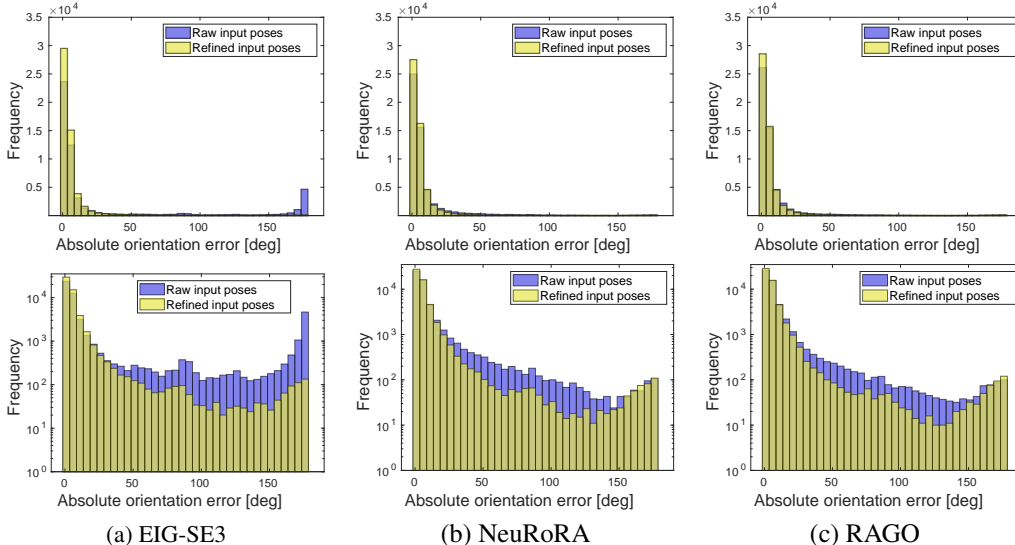 ×10^4 ×10^4 ×10^4
3.5 3.5 3.5
Raw input poses Raw input poses Raw input poses
3 Refined input poses 3 Refined input poses 3 Refined input poses
2.5 2.5 2.5
Frequency Frequency Frequency
2 2 2
1.5 1.5 1.5
1 1 1
0.5 0.5 0.5
0 50 100 150 0 50 100 150 0 50 100 150
Absolute orientation error [deg] Absolute orientation error [deg] Absolute orientation error [deg]
Raw input poses Raw input poses Raw input poses
10^4 Refined input poses 10^4 Refined input poses 10^4 Refined input poses
10^3 10^3 10^3
Frequency Frequency Frequency
10^2 10^2 10^2
10^1 10^1 10^1
10^0 10^0 10^0
0 50 100 150 0 50 100 150 0 50 100 150
Absolute orientation error [deg] Absolute orientation error [deg] Absolute orientation error [deg]
(a) EIG-SE3 (b) NeuRoRA (c) RAGO